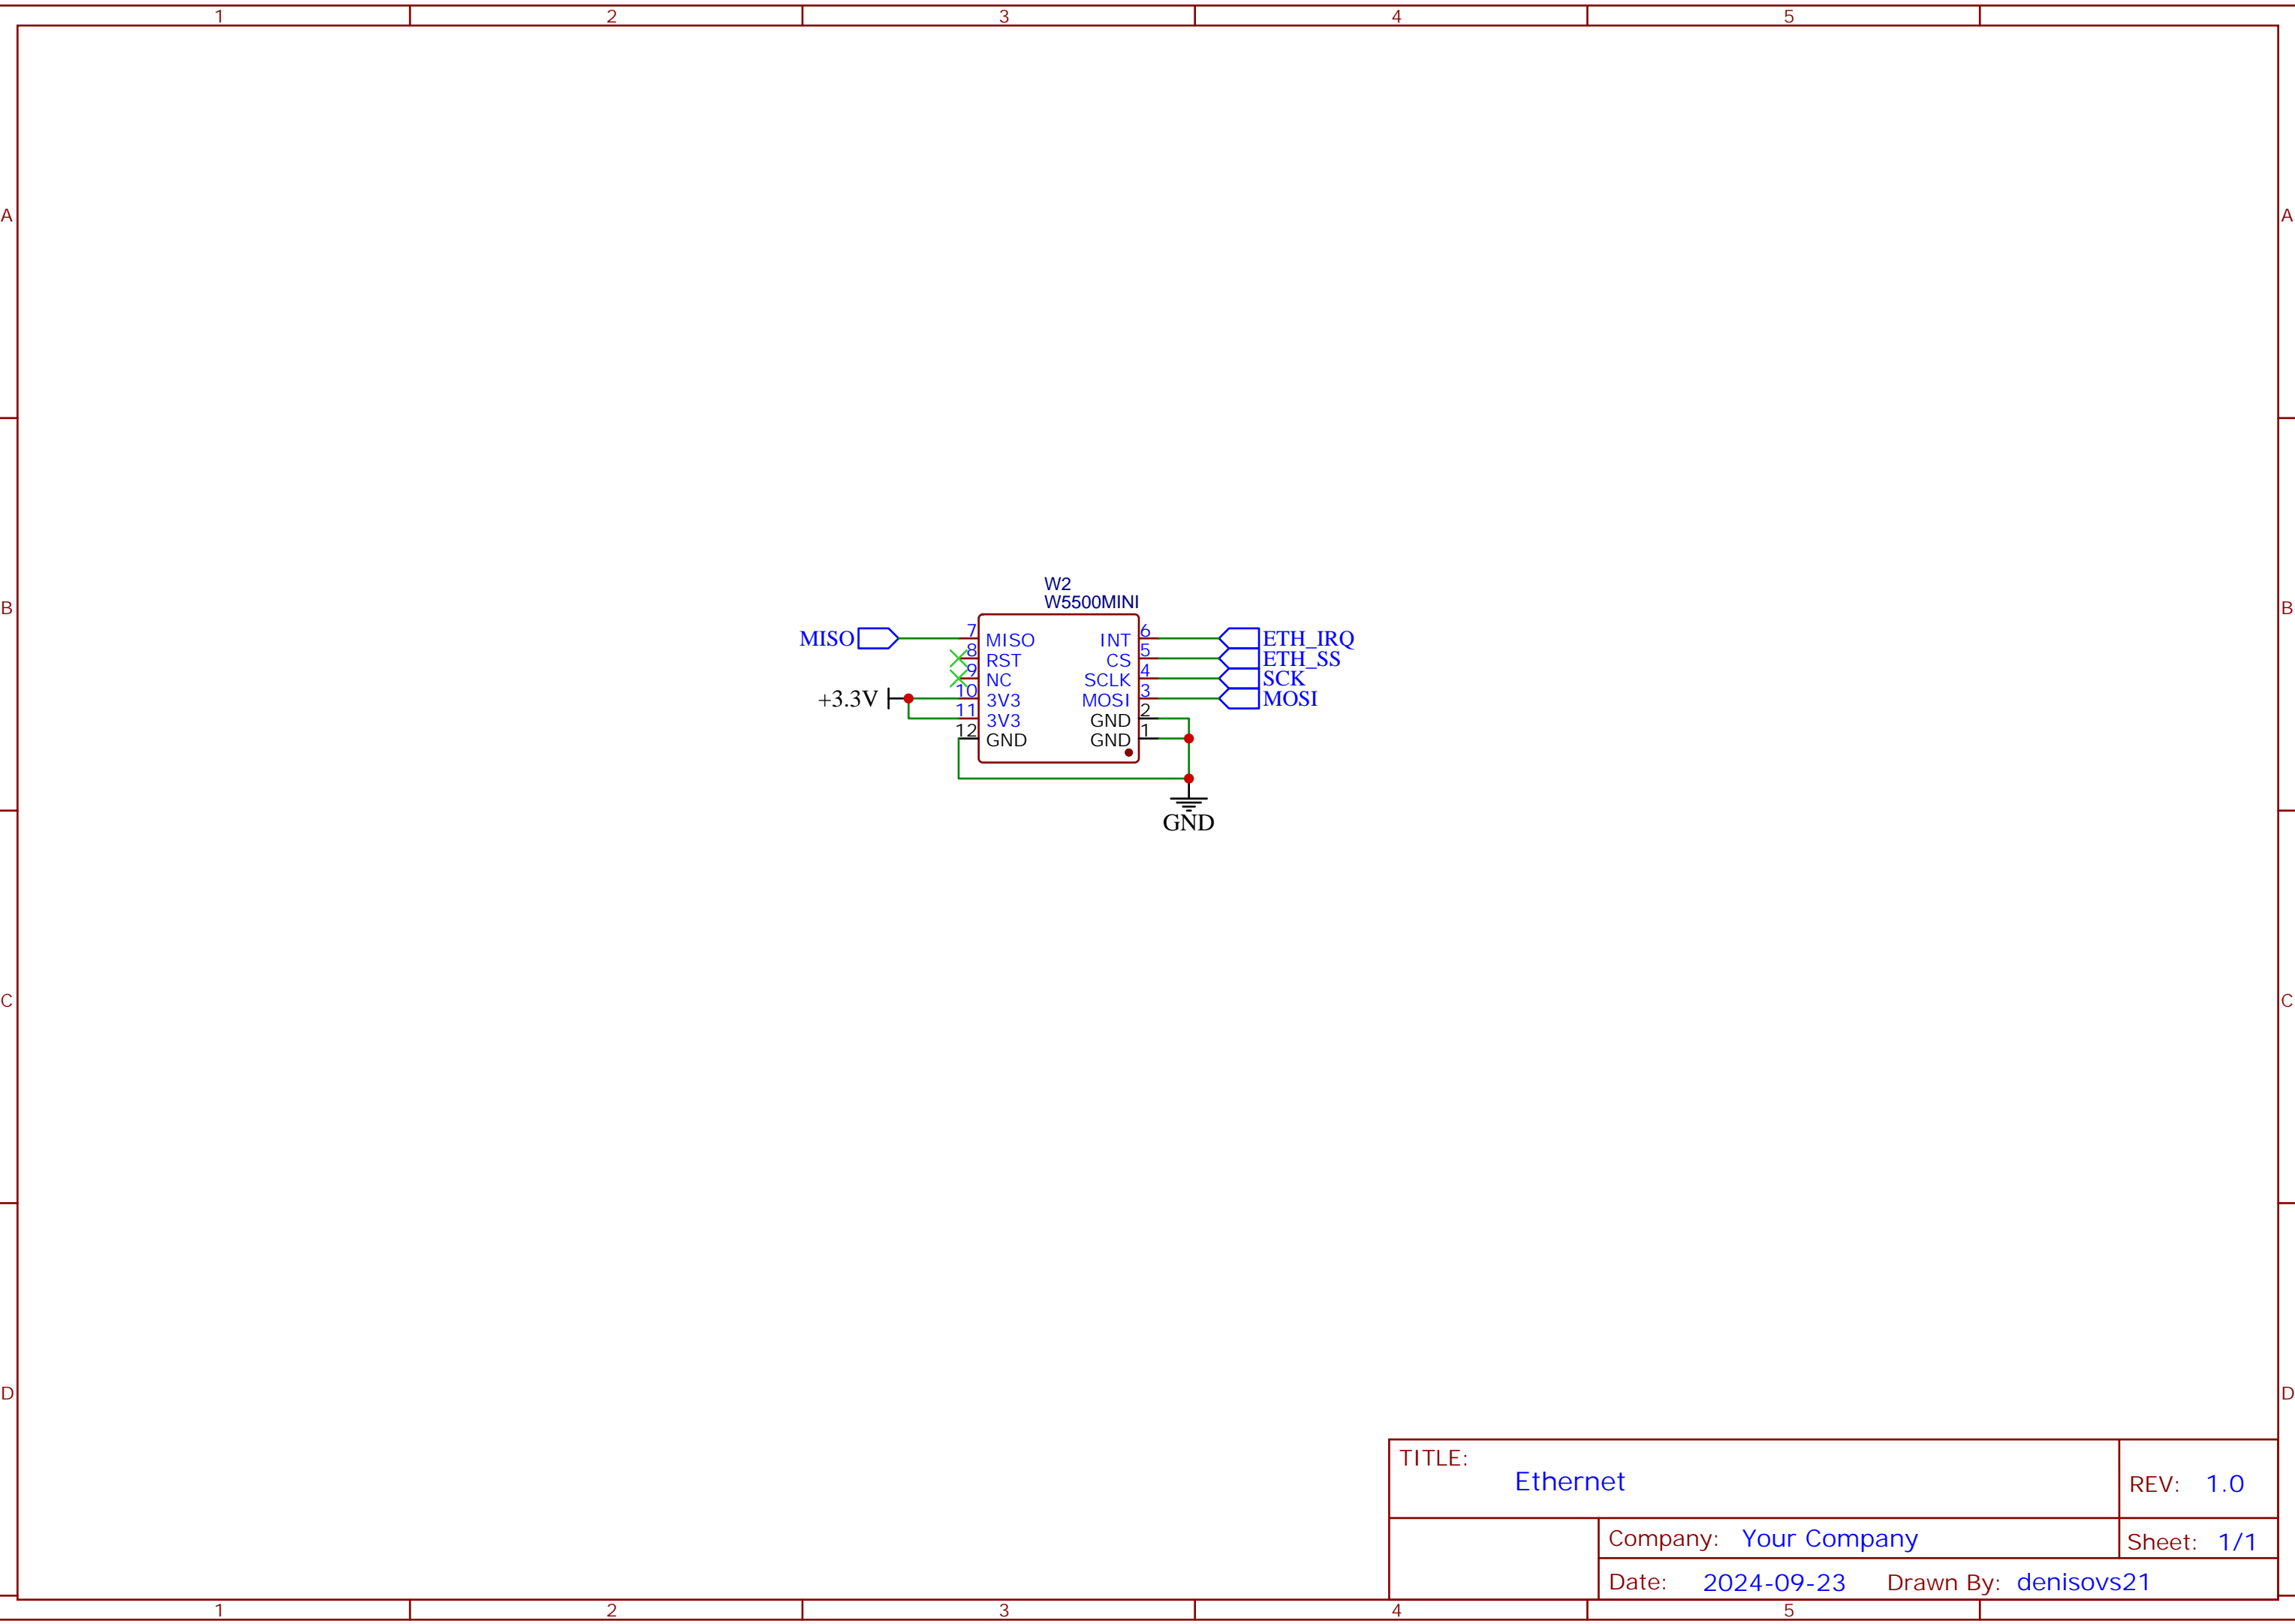 1 2 3 4 5
A A
W2
W5500MINI
B B
MISO 7 MISO INT 6 ETH_IRQ
8 RST CS 5 ETH_SS
9 NC SCLK 4 SCK
+3.3V 10 3V3 MOSI 3 MOSI
11 3V3 GND 2
12 GND GND 1
GND
C C
D D
TITLE:
Ethernet
REV: 1.0
Company: Your Company
Sheet: 1/1
Date: 2024-09-23 Drawn By: denisovs21
1 2 3 4 5